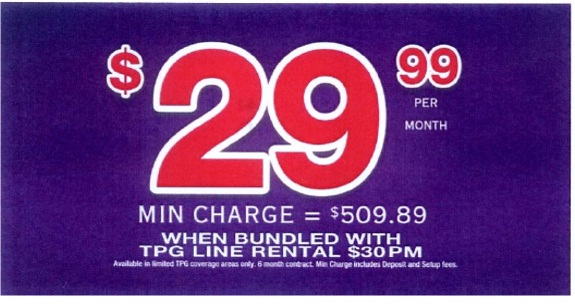 $29.99
PER
MONTH
MIN CHARGE = $509.89
WHEN BUNDLED WITH
TPG LINE RENTAL $30PM
Available in limited TPG coverage areas only. 6 month contract. Min Charge includes Deposit and Setup fees.